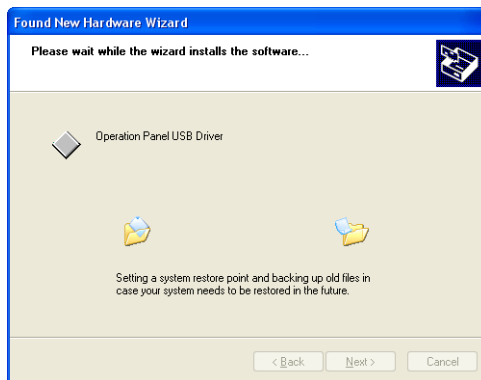 Found New Hardware Wizard
Please wait while the wizard installs the software...
Operation Panel USB Driver
Setting a system restore point and backing up old files in
case your system needs to be restored in the future.
< Back Next > Cancel